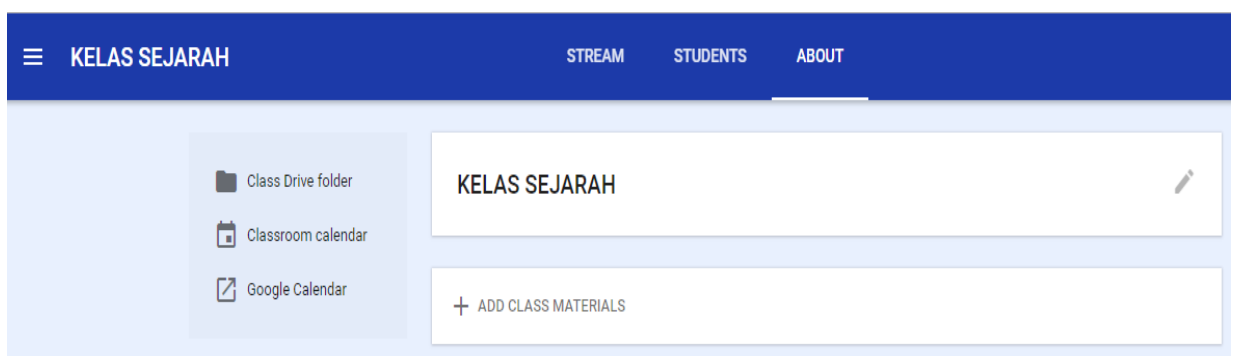 KELAS SEJARAH
STREAM STUDENTS ABOUT
Class Drive folder
Classroom calendar
Google Calendar
KELAS SEJARAH
ADD CLASS MATERIALS